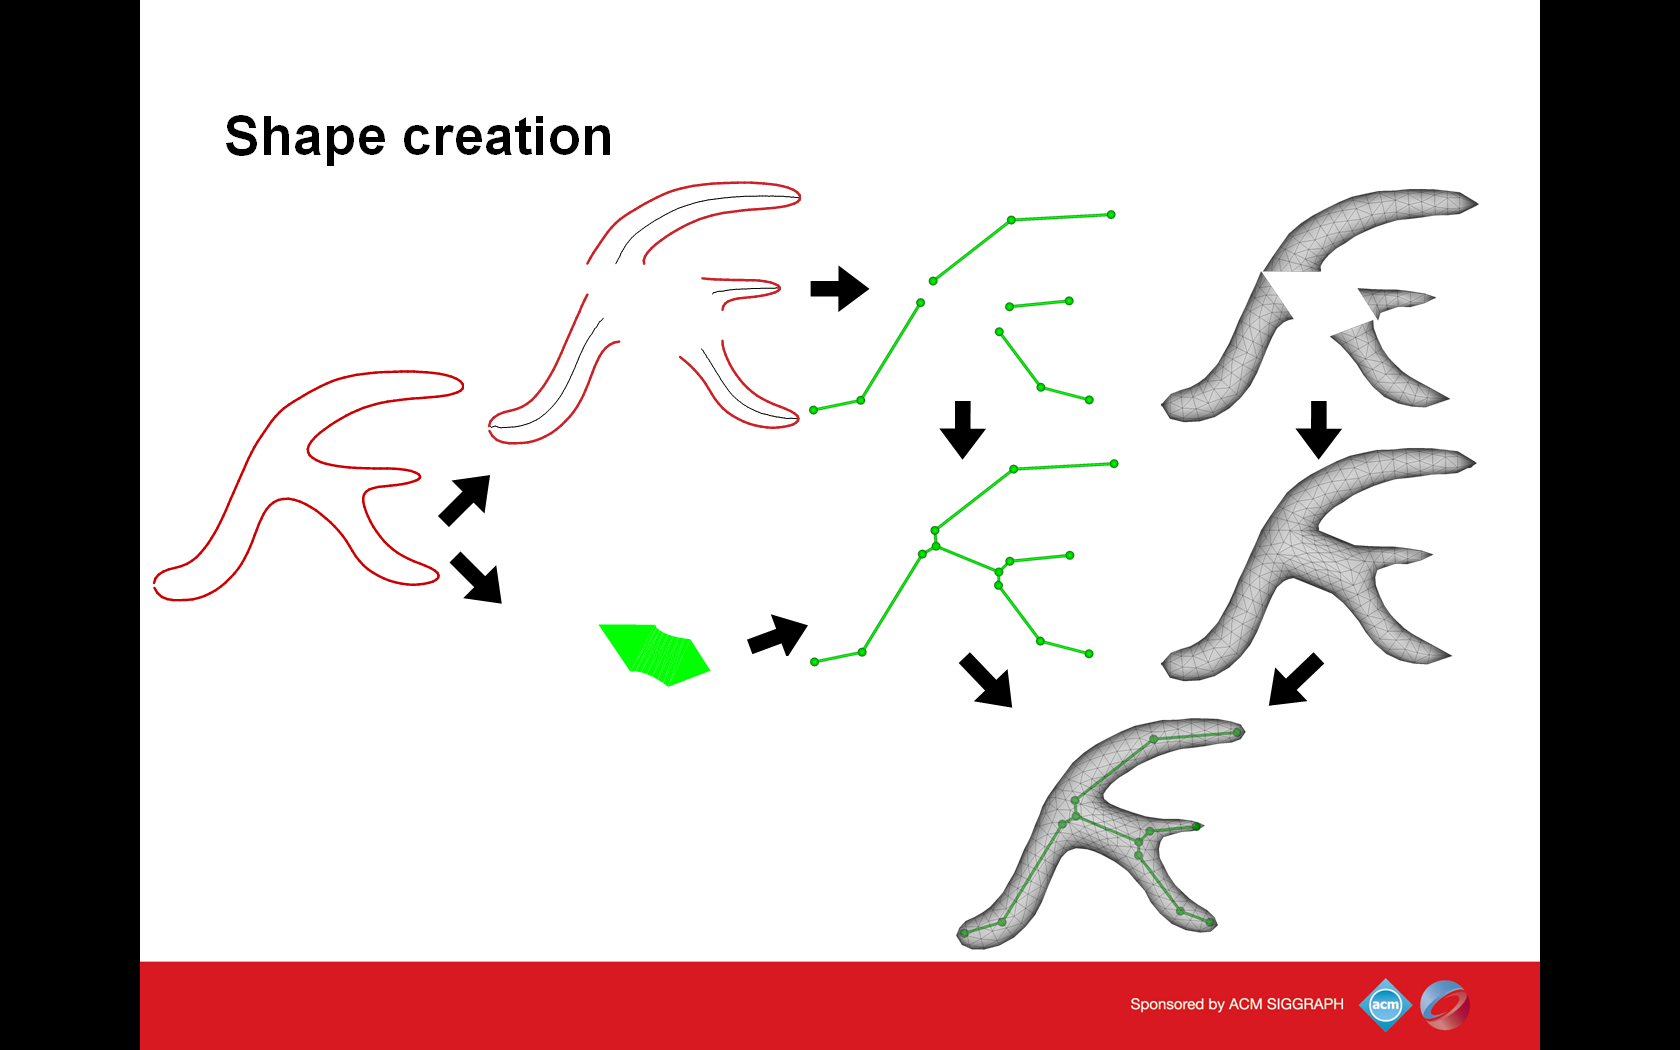 Shape creation
Sponsored by ACM SIGGRAPH
acm